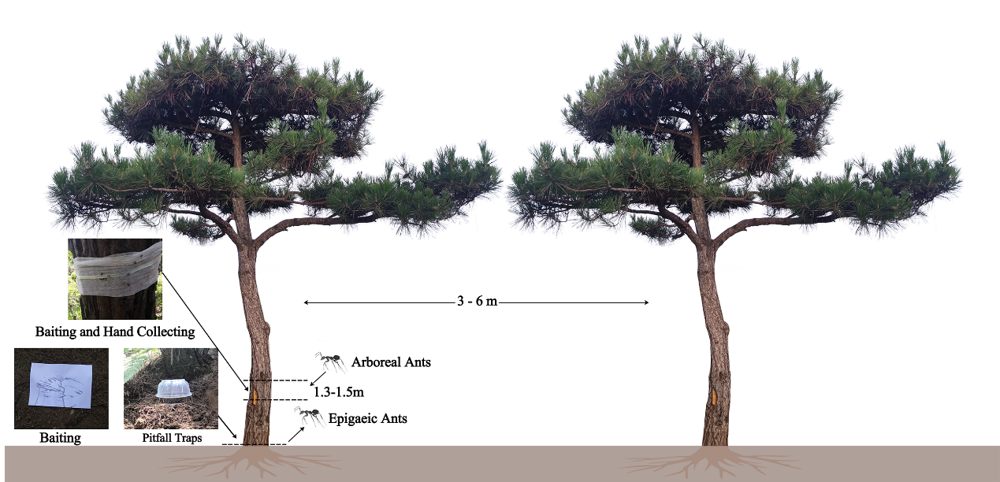 3 - 6 m
Baiting and Hand Collecting
Arboreal Ants
1.3-1.5m
Epigaeic Ants
Baiting
Pitfall Traps